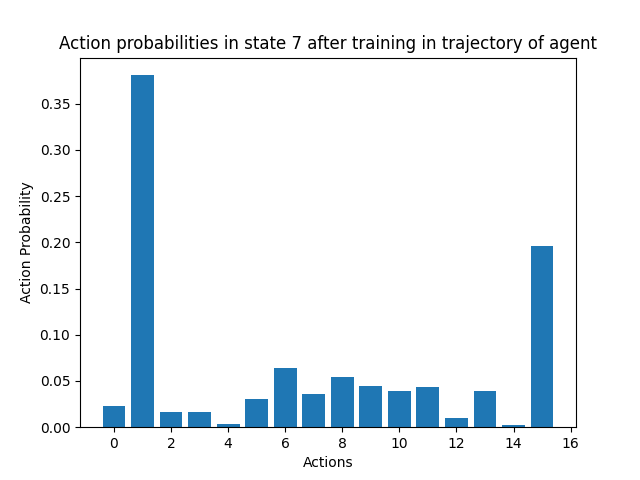 Action probabilities in state 7 after training in trajectory of agent
0.35
0.30
0.25
0.20
0.15
0.10
0.05
0.00
Action Probability
0 2 4 6 8 10 12 14 16
Actions